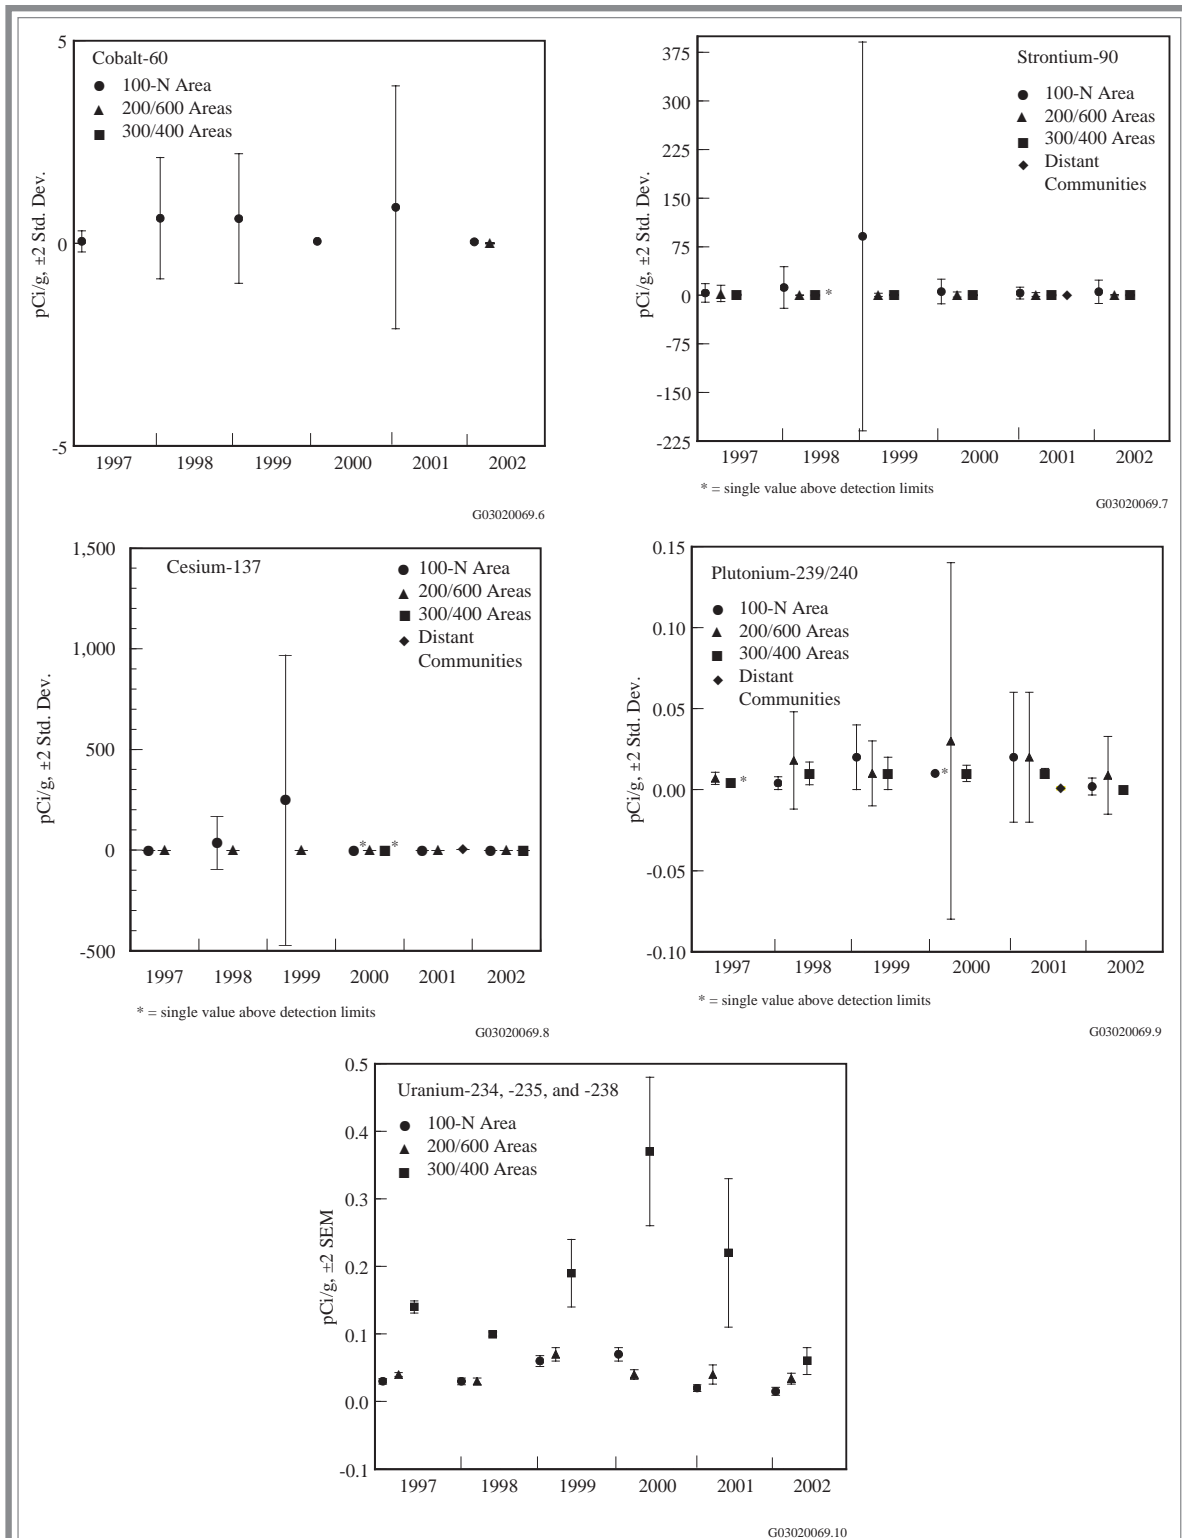 Cobalt-60
100-N Area
200/600 Areas
300/400 Areas
pCi/g, ±2 Std. Dev.
5
0
-5
1997 1998 1999 2000 2001 2002
G03020069.6
Strontium-90
100-N Area
200/600 Areas
300/400 Areas
Distant
Communities
pCi/g, ±2 Std. Dev.
375
300
225
150
75
0
-75
-150
-225
*
1997 1998 1999 2000 2001 2002
* = single value above detection limits
G03020069.7
Cesium-137
100-N Area
200/600 Areas
300/400 Areas
Distant
Communities
pCi/g, ±2 Std. Dev.
1,500
1,000
500
0
-500
* *
1997 1998 1999 2000 2001 2002
* = single value above detection limits
G03020069.8
Plutonium-239/240
100-N Area
200/600 Areas
300/400 Areas
Distant
Communities
pCi/g, ±2 Std. Dev.
0.15
0.10
0.05
0.00
-0.05
-0.10
* *
1997 1998 1999 2000 2001 2002
* = single value above detection limits
G03020069.9
Uranium-234, -235, and -238
100-N Area
200/600 Areas
300/400 Areas
pCi/g, ±2 SEM
0.5
0.4
0.3
0.2
0.1
0.0
-0.1
1997 1998 1999 2000 2001 2002
G03020069.10